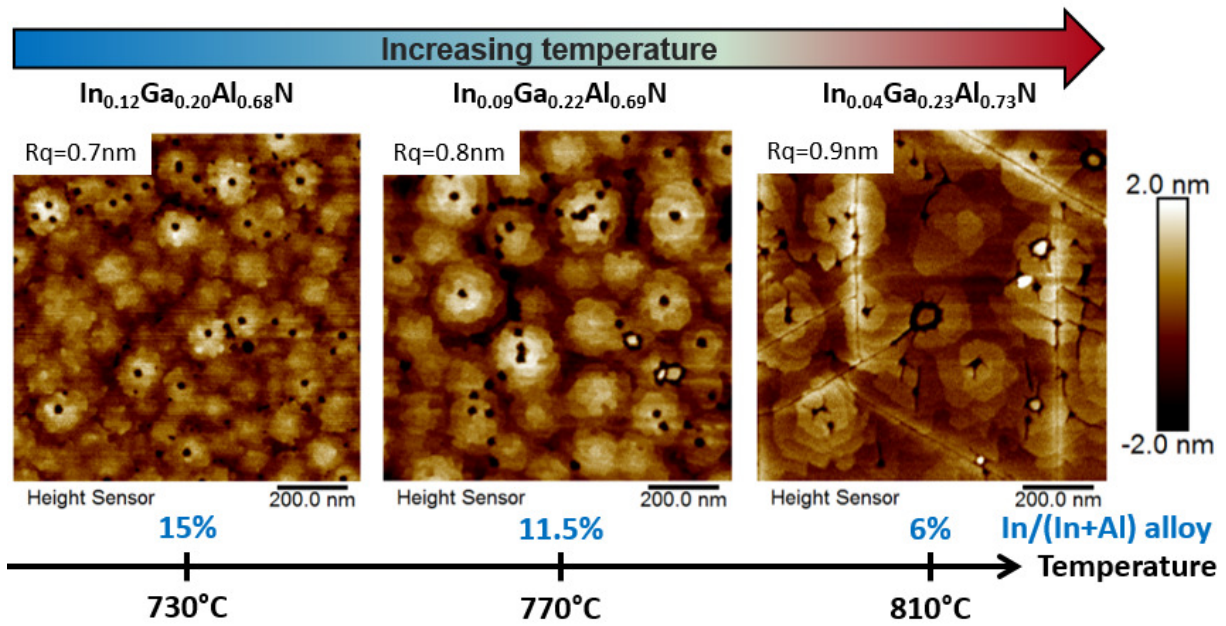 Increasing temperature
In₀.₁₂Ga₀.₂₀Al₀.₆₈N In₀.₀₉Ga₀.₂₂Al₀.₆₉N In₀.₀₄Ga₀.₂₃Al₀.₇₃N
Rq=0.7nm Rq=0.8nm Rq=0.9nm
2.0 nm
-2.0 nm
Height Sensor 200.0 nm Height Sensor 200.0 nm Height Sensor 200.0 nm
15% 11.5% 6% In/(In+Al) alloy
Temperature
730°C 770°C 810°C